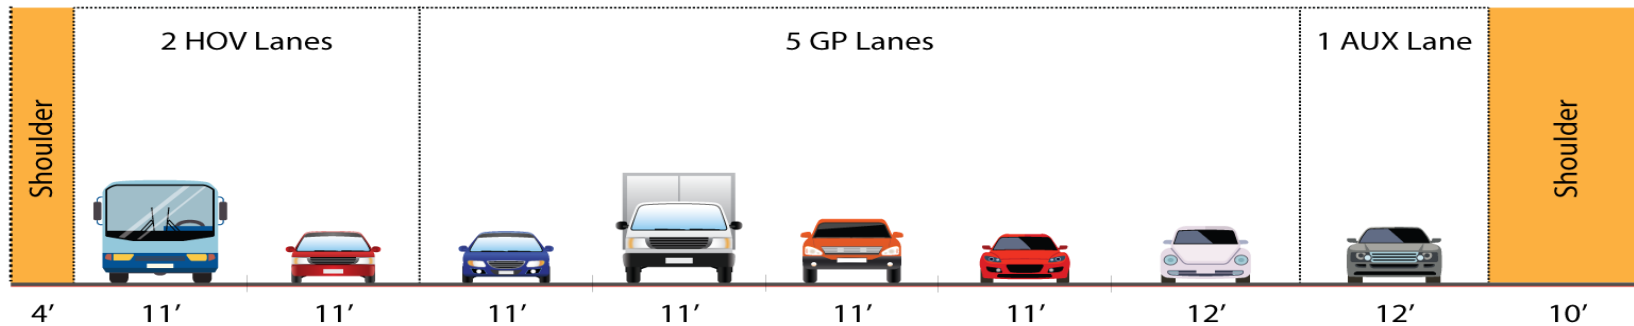 2 HOV Lanes
5 GP Lanes
1 AUX Lane
Shoulder
Shoulder
4’
11’
11’
11’
11’
11’
11’
12’
12’
10’